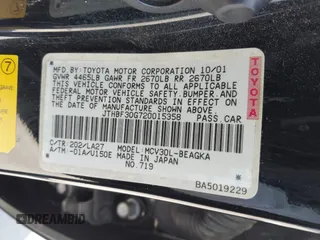 7
MFD.BY:TOYOTA MOTOR CORPORATION 10/01
GVWR 4465LB GAWR FR 2670LB RR 2670LB
THIS VEHICLE CONFORMS TO ALL APPLICABLE
FEDERAL MOTOR VEHICLE SAFETY,
BUMPER, AND THEFT PREVENTION
STANDARDS IN EFFECT ON THE DATE OF
MANUFACTURE SHOWN ABOVE.
JTHBF30G720015358 PASS CAR
TOYOTA
C/TR:202/LA27 MODEL:MCV30L-BEAGKA
A/TM:-01A/U150E MADE IN JAPAN
NO.719
BA5019229
DREAMBID